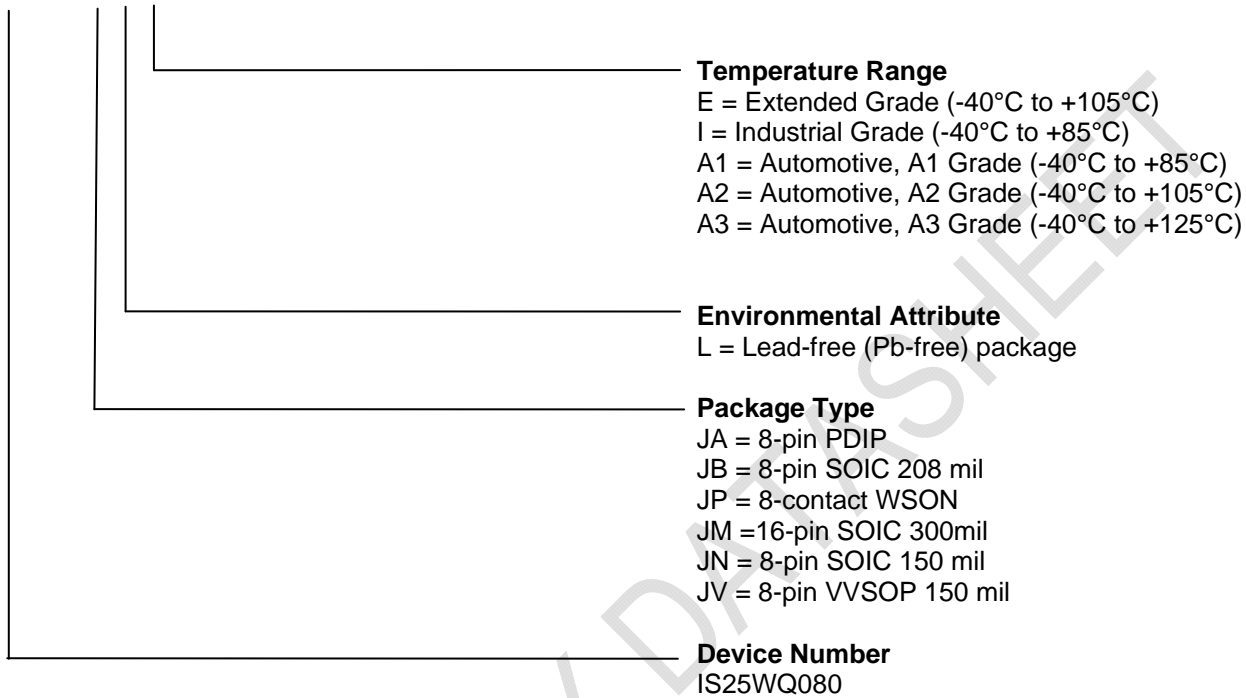 Temperature Range
E = Extended Grade (-40°C to +105°C)
I = Industrial Grade (-40°C to +85°C)
A1 = Automotive, A1 Grade (-40°C to +85°C)
A2 = Automotive, A2 Grade (-40°C to +105°C)
A3 = Automotive, A3 Grade (-40°C to +125°C)
Environmental Attribute
L = Lead-free (Pb-free) package
Package Type
JA = 8-pin PDIP
JB = 8-pin SOIC 208 mil
JP = 8-contact WSON
JM =16-pin SOIC 300mil
JN = 8-pin SOIC 150 mil
JV = 8-pin VVSOP 150 mil
Device Number
IS25WQ080
DATASHEET